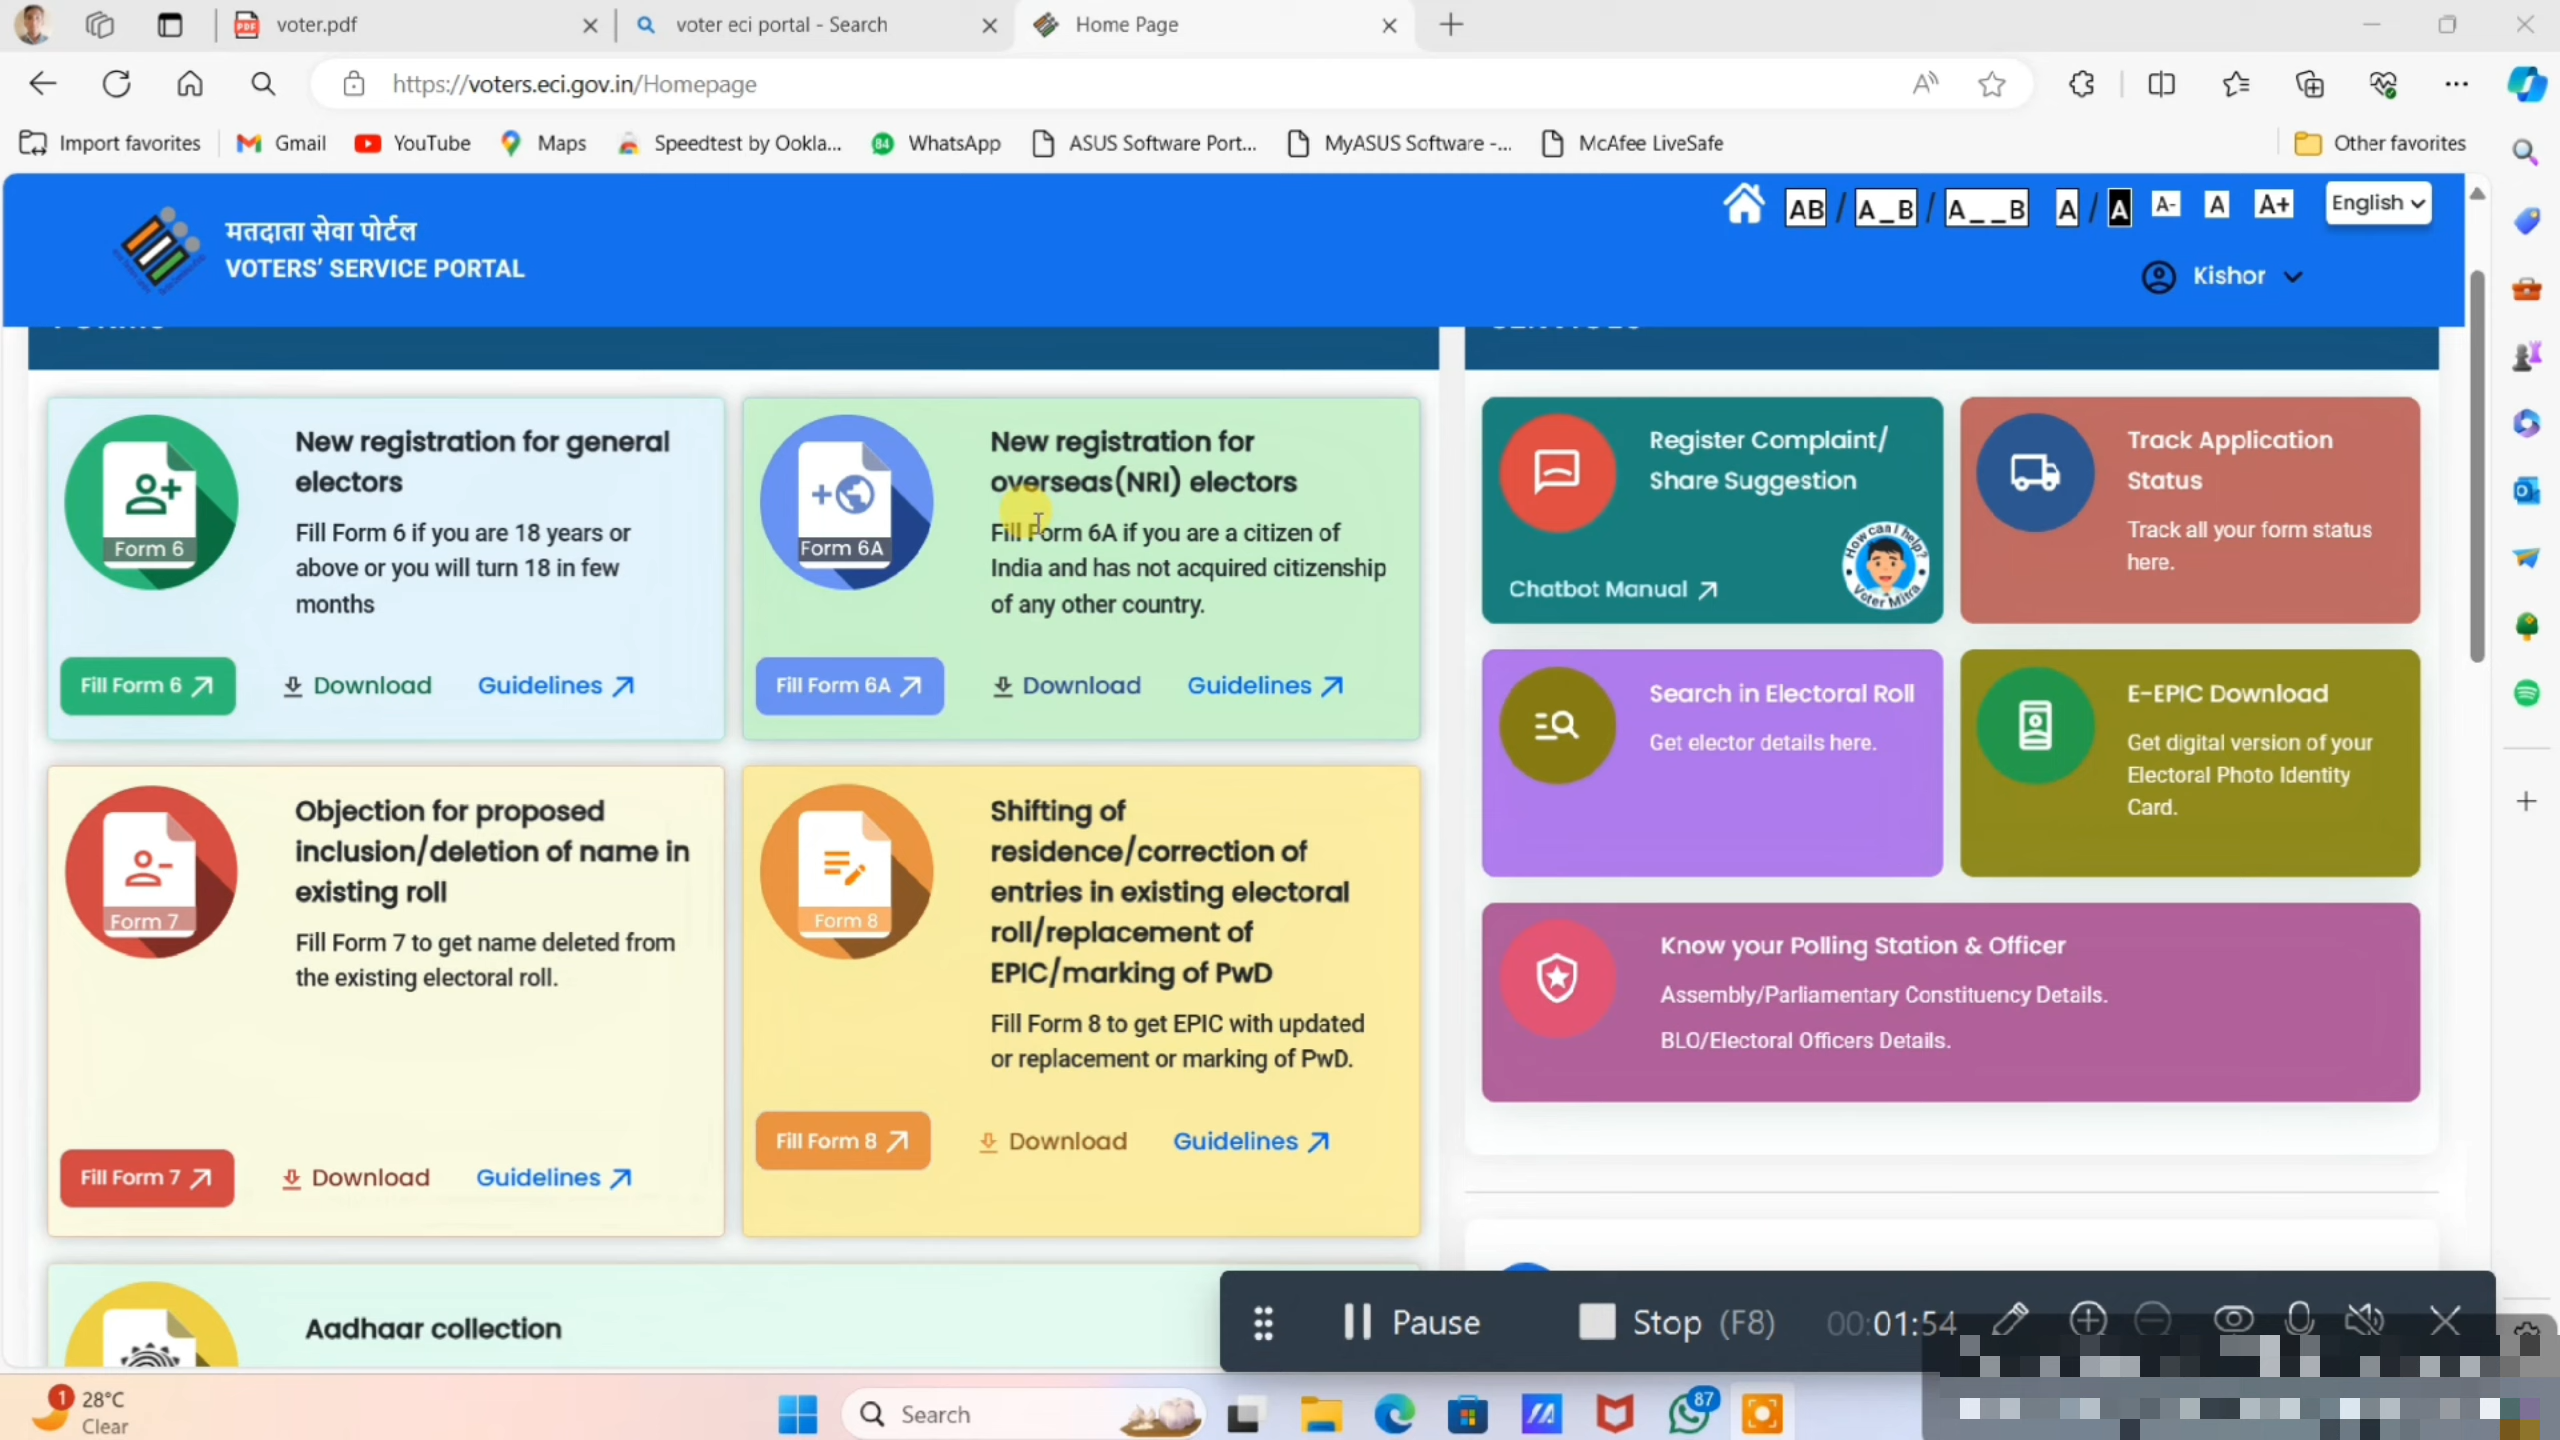 voter.pdf
voter eci portal - Search
Home Page
https://voters.eci.gov.in/Homepage
Import favorites
Gmail
YouTube
Maps
Speedtest by Ookla...
84
WhatsApp
ASUS Software Port...
MyASUS Software -...
McAfee LiveSafe
Other favorites
मतदाता सेवा पोर्टल
VOTERS' SERVICE PORTAL
AB / A_B / A__B
A / A
A-
A
A+
English
Kishor
Form 6
New registration for general
electors
Fill Form 6 if you are 18 years or
above or you will turn 18 in few
months
Fill Form 6
Download
Guidelines
Form 6A
New registration for
overseas(NRI) electors
Fill Form 6A if you are a citizen of
India and has not acquired citizenship
of any other country.
Fill Form 6A
Download
Guidelines
Form 7
Objection for proposed
inclusion/deletion of name in
existing roll
Fill Form 7 to get name deleted from
the existing electoral roll.
Fill Form 7
Download
Guidelines
Form 8
Shifting of
residence/correction of
entries in existing electoral
roll/replacement of
EPIC/marking of PwD
Fill Form 8 to get EPIC with updated
or replacement or marking of PwD.
Fill Form 8
Download
Guidelines
Aadhaar collection
Register Complaint/
Share Suggestion
Chatbot Manual
How can I help?
Voter Mitra
Track Application
Status
Track all your form status
here.
Search in Electoral Roll
Get elector details here.
E-EPIC Download
Get digital version of your
Electoral Photo Identity
Card.
Know your Polling Station & Officer
Assembly/Parliamentary Constituency Details.
BLO/Electoral Officers Details.
Pause
Stop (F8)
00:01:54
1
28°C
Clear
Search
87